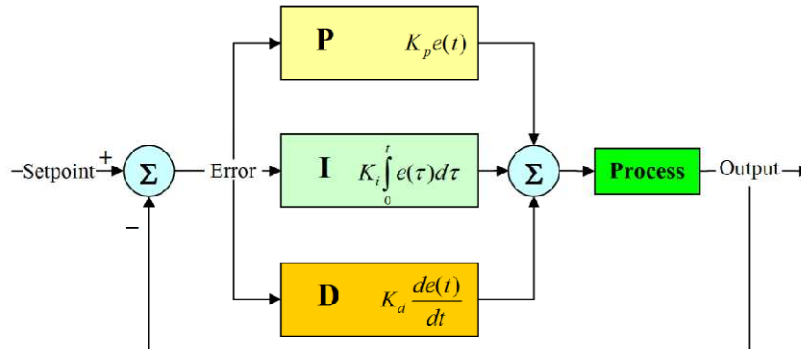 P K_p e(t)
–Setpoint + Σ Error I K_i ∫_0^t e(τ)dτ Σ Process Output
−
D K_d de(t)/dt